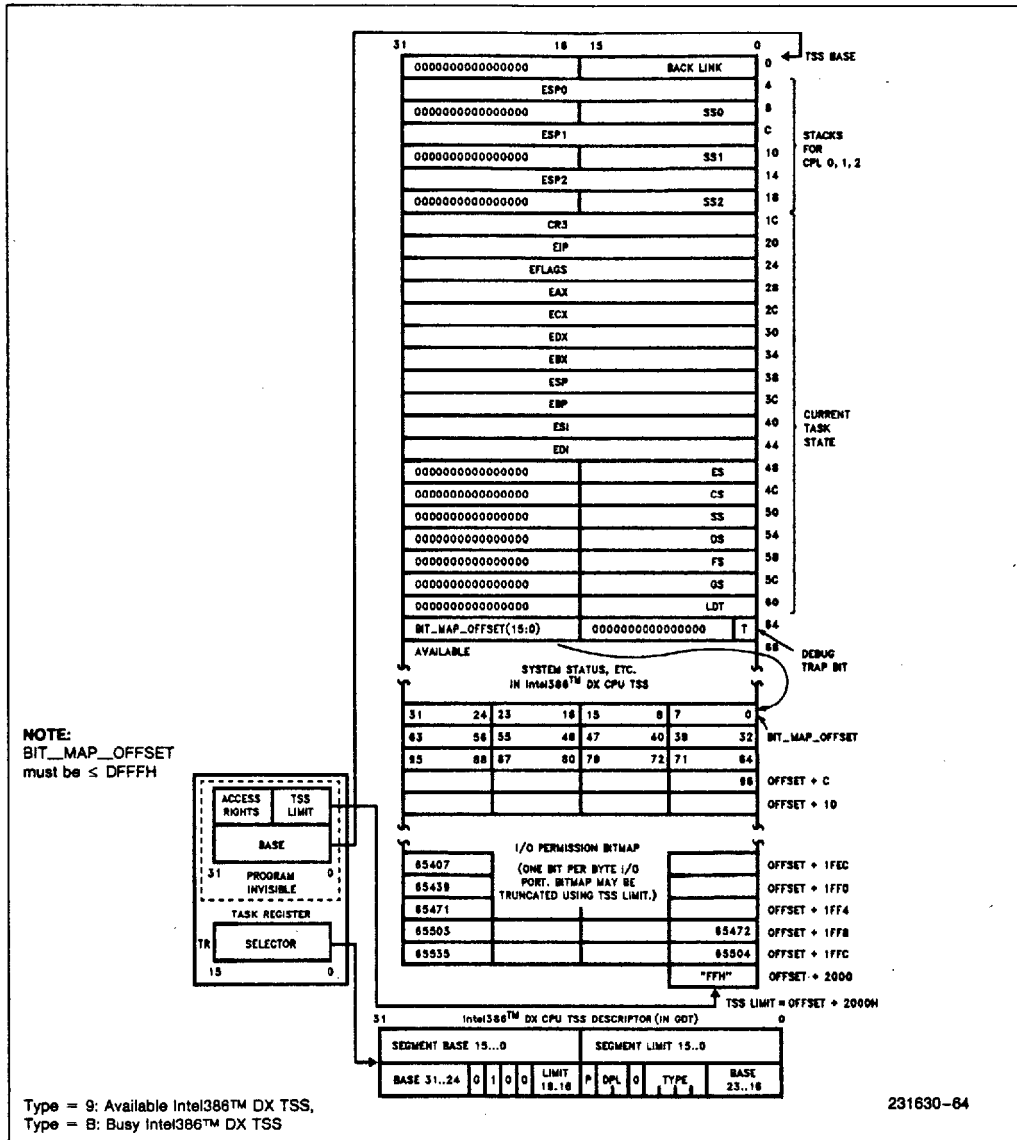 31 16 15 0
TSS BASE
0000000000000000 BACK LINK 0
ESP0 4
0000000000000000 SS0 8
ESP1 C
0000000000000000 SS1 10
ESP2 14
0000000000000000 SS2 18
STACKS
FOR
CPL 0, 1, 2
CR3 1C
EIP 20
EFLAGS 24
EAX 28
ECX 2C
EDX 30
EBX 34
ESP 38
EBP 3C
ESI 40
EDI 44
CURRENT
TASK
STATE
0000000000000000 ES 48
0000000000000000 CS 4C
0000000000000000 SS 50
0000000000000000 DS 54
0000000000000000 FS 58
0000000000000000 GS 5C
0000000000000000 LDT 60
BIT_MAP_OFFSET(15:0) 0000000000000000 T 64
AVAILABLE 68
DEBUG
TRAP BIT
SYSTEM STATUS, ETC.
IN Intel386™ DX CPU TSS
31 24 23 16 15 8 7 0
63 56 55 48 47 40 39 32 BIT_MAP_OFFSET
95 88 87 80 79 72 71 64
96 OFFSET + C
OFFSET + 10
NOTE:
BIT__MAP__OFFSET
must be ≤ DFFFH
ACCESS
RIGHTS
TSS
LIMIT
BASE
31 0
PROGRAM
INVISIBLE
TASK REGISTER
TR SELECTOR
15 0
I/O PERMISSION BITMAP
(ONE BIT PER BYTE I/O
PORT. BITMAP MAY BE
TRUNCATED USING TSS LIMIT.)
65407 OFFSET + 1FEC
65439 OFFSET + 1FF0
65471 OFFSET + 1FF4
65503 65472 OFFSET + 1FF8
65535 65504 OFFSET + 1FFC
"FFH" OFFSET + 2000
TSS LIMIT = OFFSET + 2000H
31 Intel386™ DX CPU TSS DESCRIPTOR (IN GDT) 0
SEGMENT BASE 15...0 SEGMENT LIMIT 15...0
BASE 31..24 0 1 0 0 LIMIT 19.16 P DPL 0 TYPE BASE 23..16
Type = 9: Available Intel386™ DX TSS,
Type = B: Busy Intel386™ DX TSS
231630–64